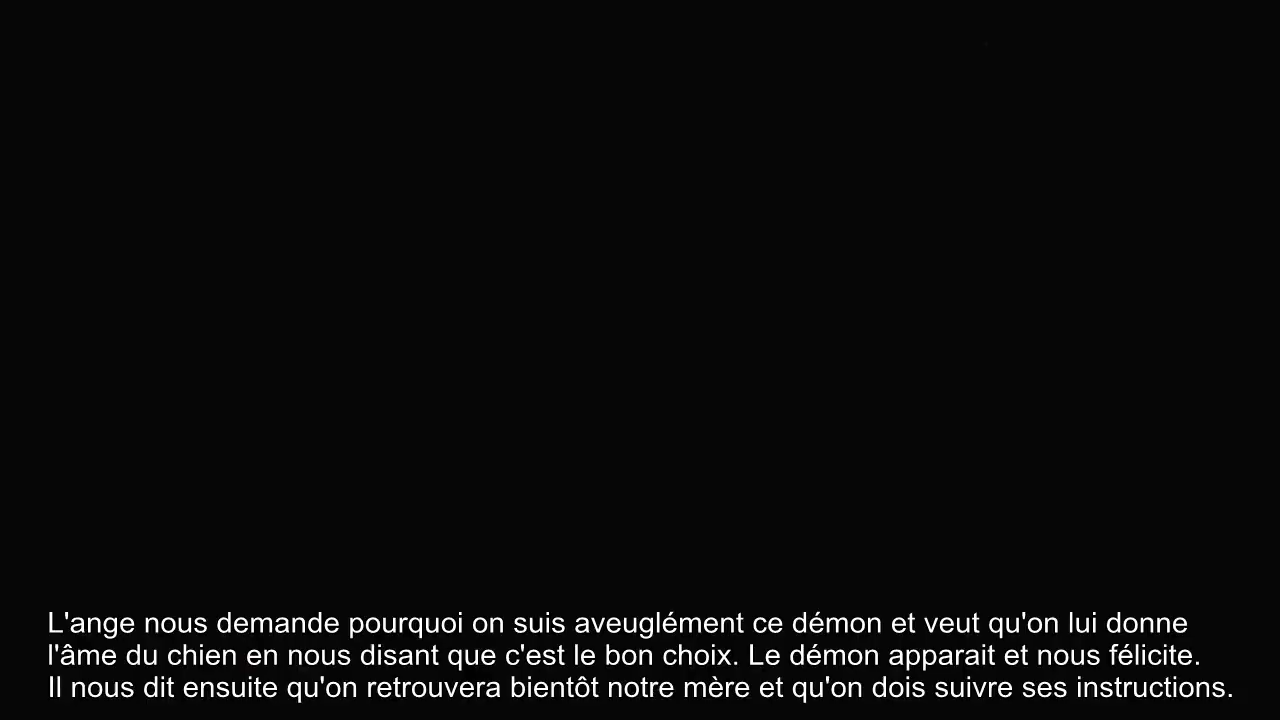 L'ange nous demande pourquoi on suis aveuglément ce démon et veut qu'on lui donne
l'âme du chien en nous disant que c'est le bon choix. Le démon apparait et nous félicite.
Il nous dit ensuite qu'on retrouvera bientôt notre mère et qu'on dois suivre ses instructions.